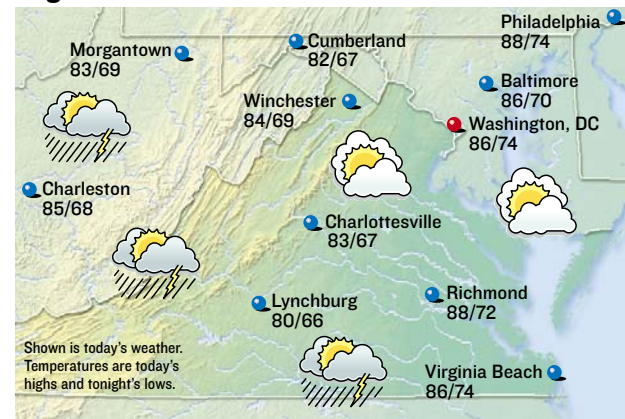 Philadelphia
88/74
Morgantown
83/69
Cumberland
82/67
Baltimore
86/70
Winchester
84/69
Washington, DC
86/74
Charleston
85/68
Charlottesville
83/67
Lynchburg
80/66
Richmond
88/72
Shown is today's weather.
Temperatures are today's
highs and tonight's lows.
Virginia Beach
86/74